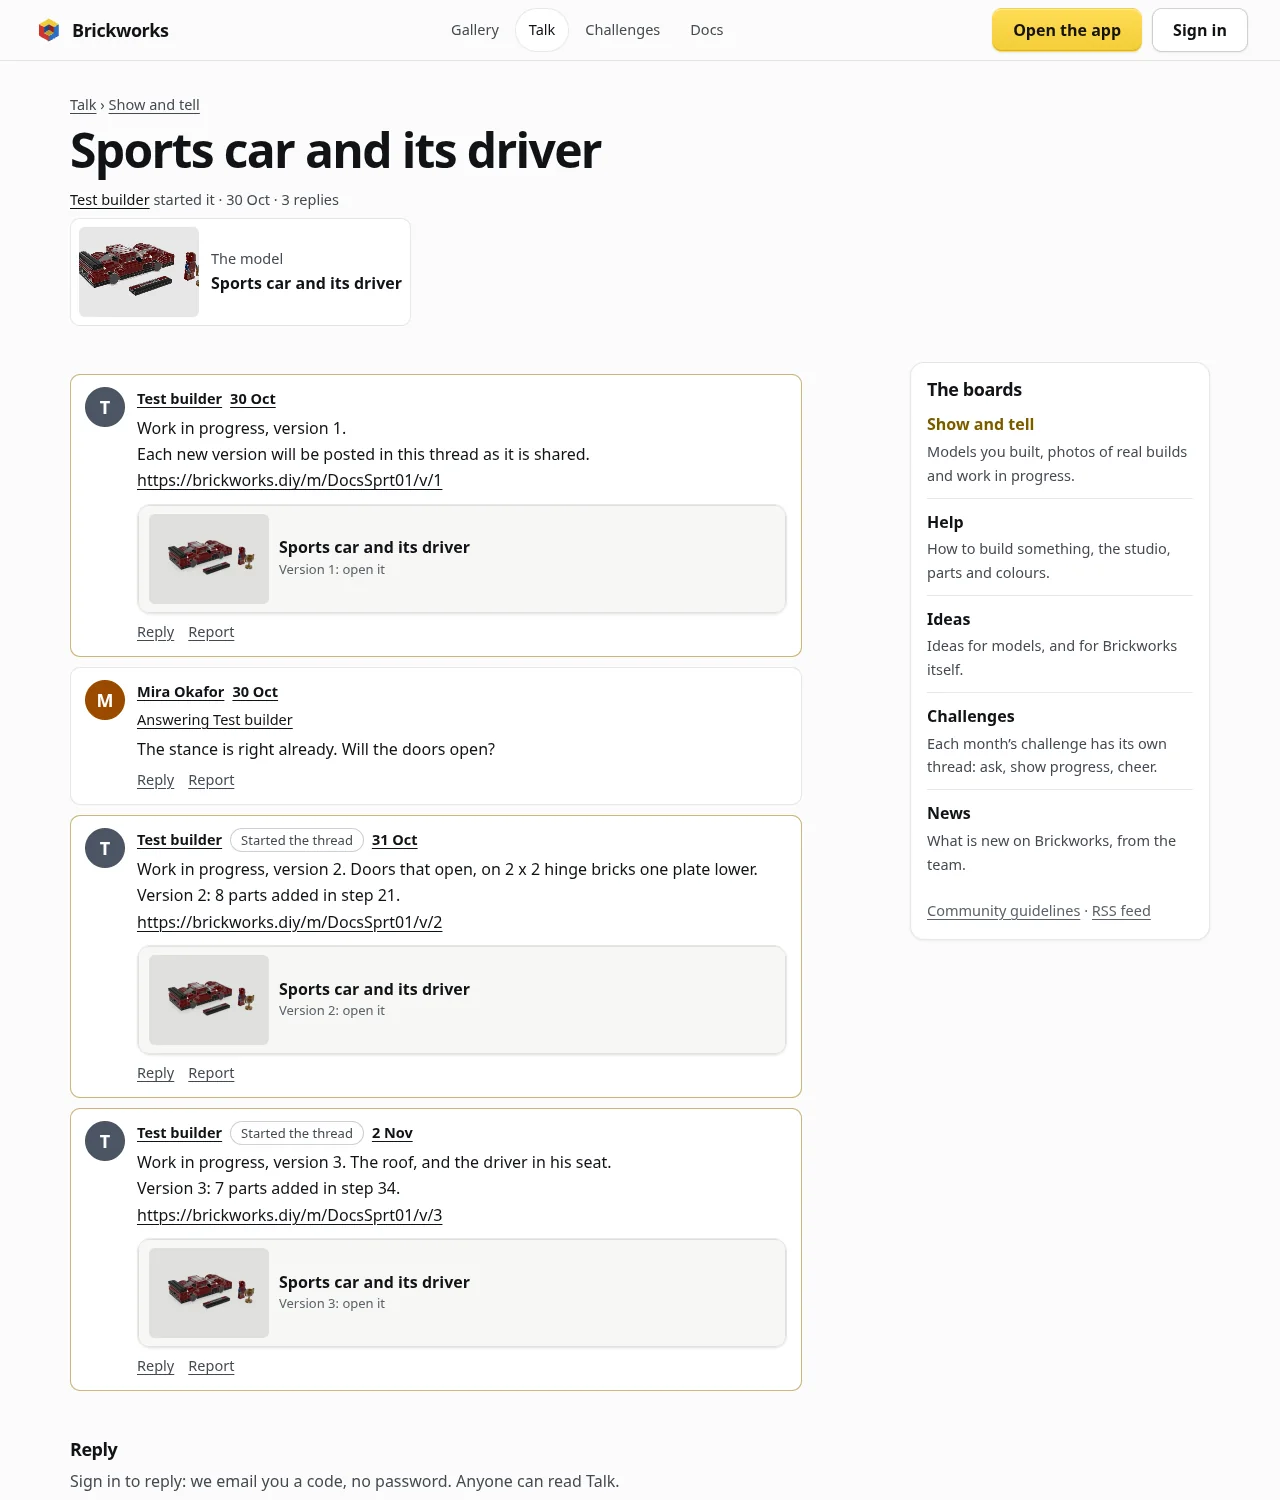 Brickworks
Gallery
Talk
Challenges
Docs
Open the app
Sign in
Talk › Show and tell
Sports car and its driver
Test builder started it · 30 Oct · 3 replies
The model
Sports car and its driver
T
Test builder 30 Oct
Work in progress, version 1.
Each new version will be posted in this thread as it is shared.
https://brickworks.diy/m/DocsSprt01/v/1
Sports car and its driver
Version 1: open it
Reply Report
M
Mira Okafor 30 Oct
Answering Test builder
The stance is right already. Will the doors open?
Reply Report
T
Test builder Started the thread 31 Oct
Work in progress, version 2. Doors that open, on 2 x 2 hinge bricks one plate lower.
Version 2: 8 parts added in step 21.
https://brickworks.diy/m/DocsSprt01/v/2
Sports car and its driver
Version 2: open it
Reply Report
T
Test builder Started the thread 2 Nov
Work in progress, version 3. The roof, and the driver in his seat.
Version 3: 7 parts added in step 34.
https://brickworks.diy/m/DocsSprt01/v/3
Sports car and its driver
Version 3: open it
Reply Report
Reply
Sign in to reply: we email you a code, no password. Anyone can read Talk.
The boards
Show and tell
Models you built, photos of real builds
and work in progress.
Help
How to build something, the studio,
parts and colours.
Ideas
Ideas for models, and for Brickworks
itself.
Challenges
Each month’s challenge has its own
thread: ask, show progress, cheer.
News
What is new on Brickworks, from the
team.
Community guidelines · RSS feed